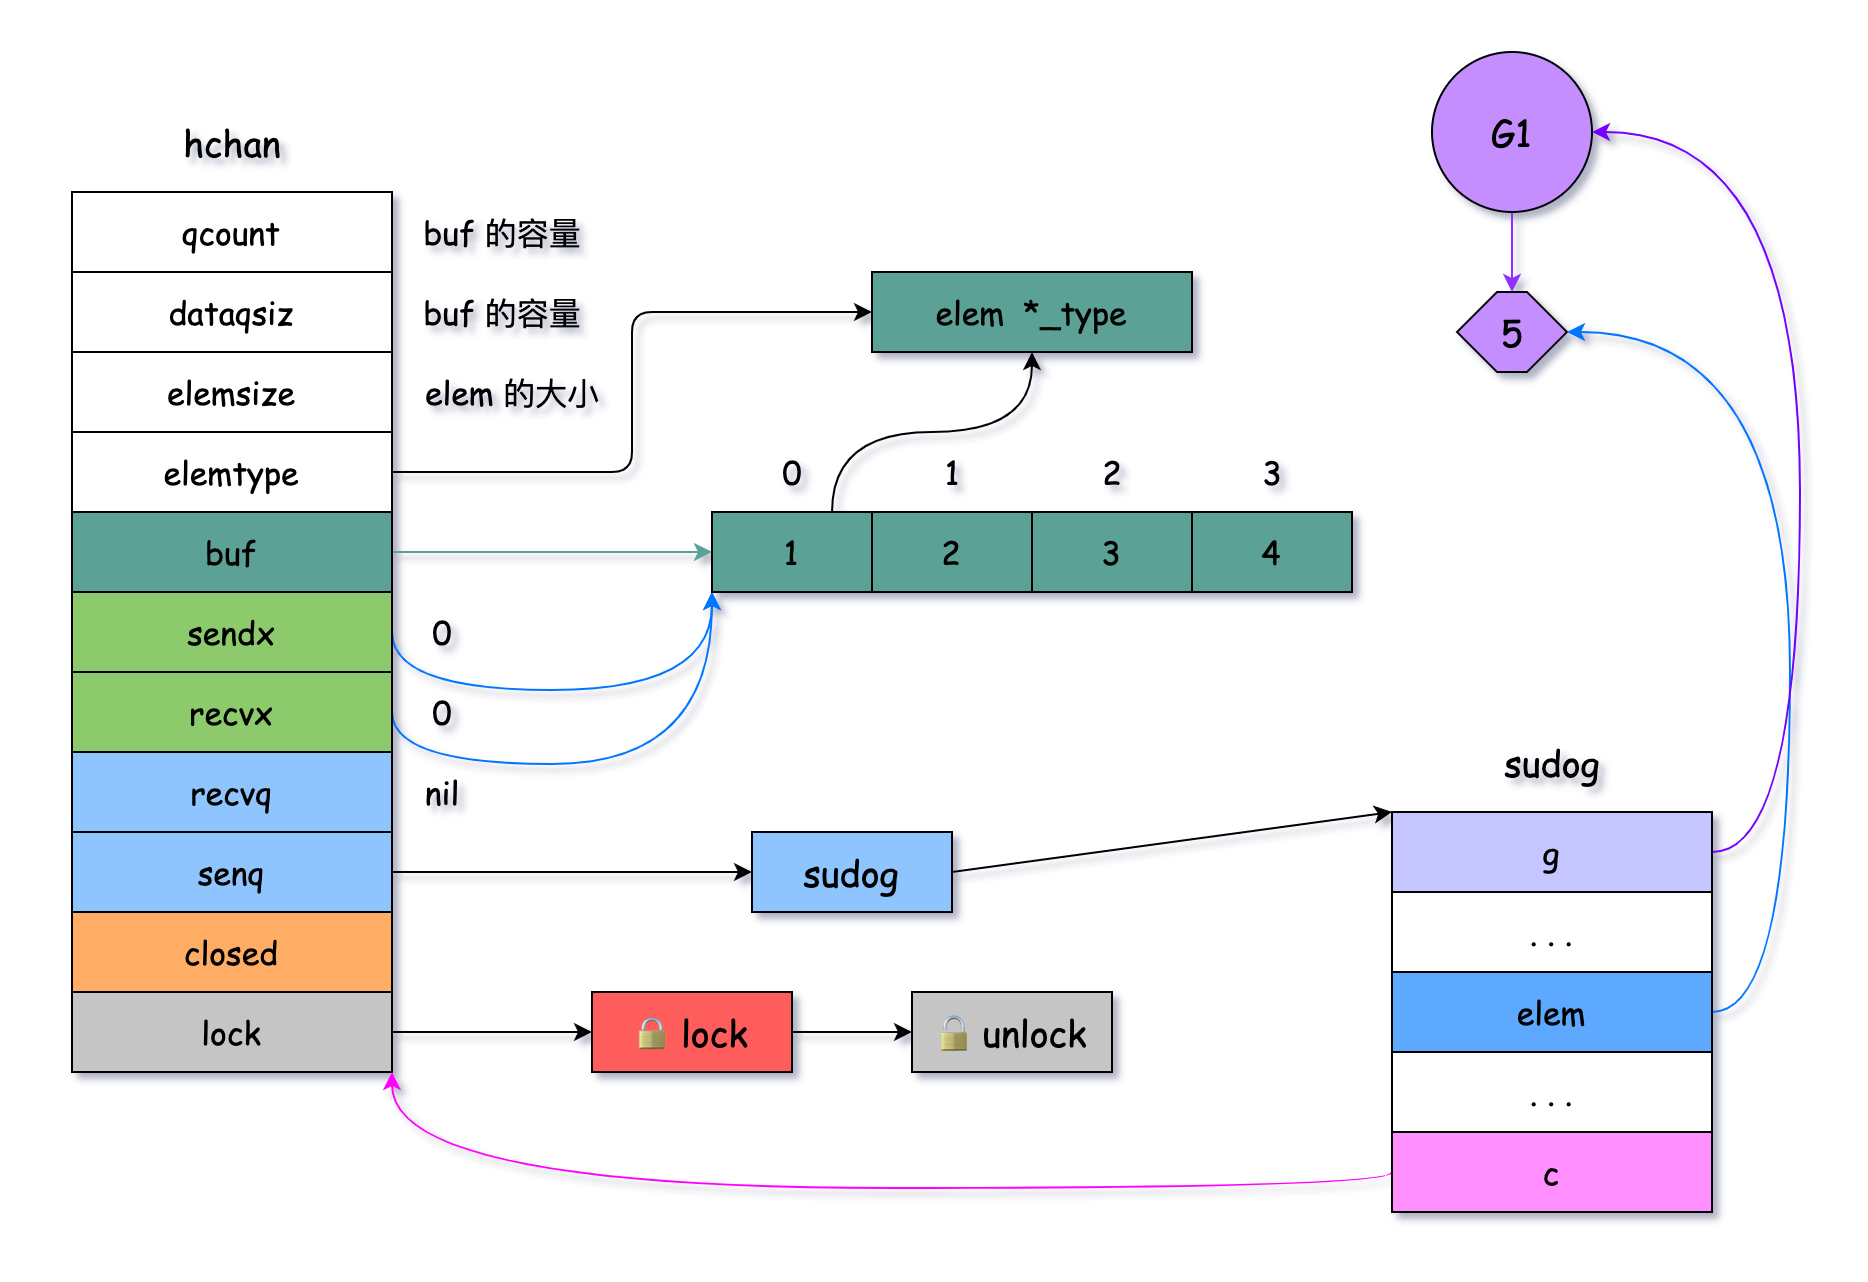 hchan
qcount
buf 的容量
dataqsiz
buf 的容量
elemsize
elem 的大小
elemtype
elem *_type
0 1 2 3
buf
1 2 3 4
sendx
0
recvx
0
recvq
nil
senq
sudog
closed
lock
🔒 lock
🔓 unlock
G1
5
sudog
g
...
elem
...
c